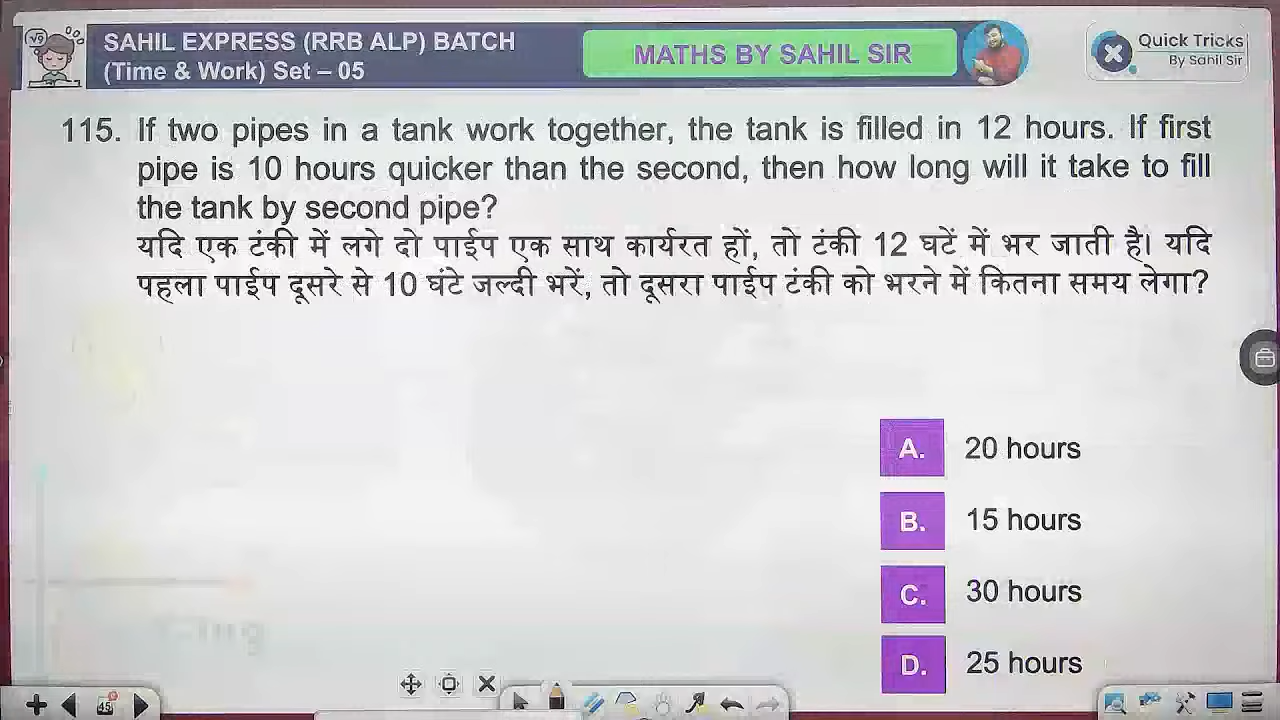 SAHIL EXPRESS (RRB ALP) BATCH
(Time & Work) Set – 05
MATHS BY SAHIL SIR
Quick Tricks
By Sahil Sir
115. If two pipes in a tank work together, the tank is filled in 12 hours. If first
pipe is 10 hours quicker than the second, then how long will it take to fill
the tank by second pipe?
यदि एक टंकी में लगे दो पाईप एक साथ कार्यरत हों, तो टंकी 12 घटें में भर जाती है। यदि
पहला पाईप दूसरे से 10 घंटे जल्दी भरें, तो दूसरा पाईप टंकी को भरने में कितना समय लेगा?
A. 20 hours
B. 15 hours
C. 30 hours
D. 25 hours
45